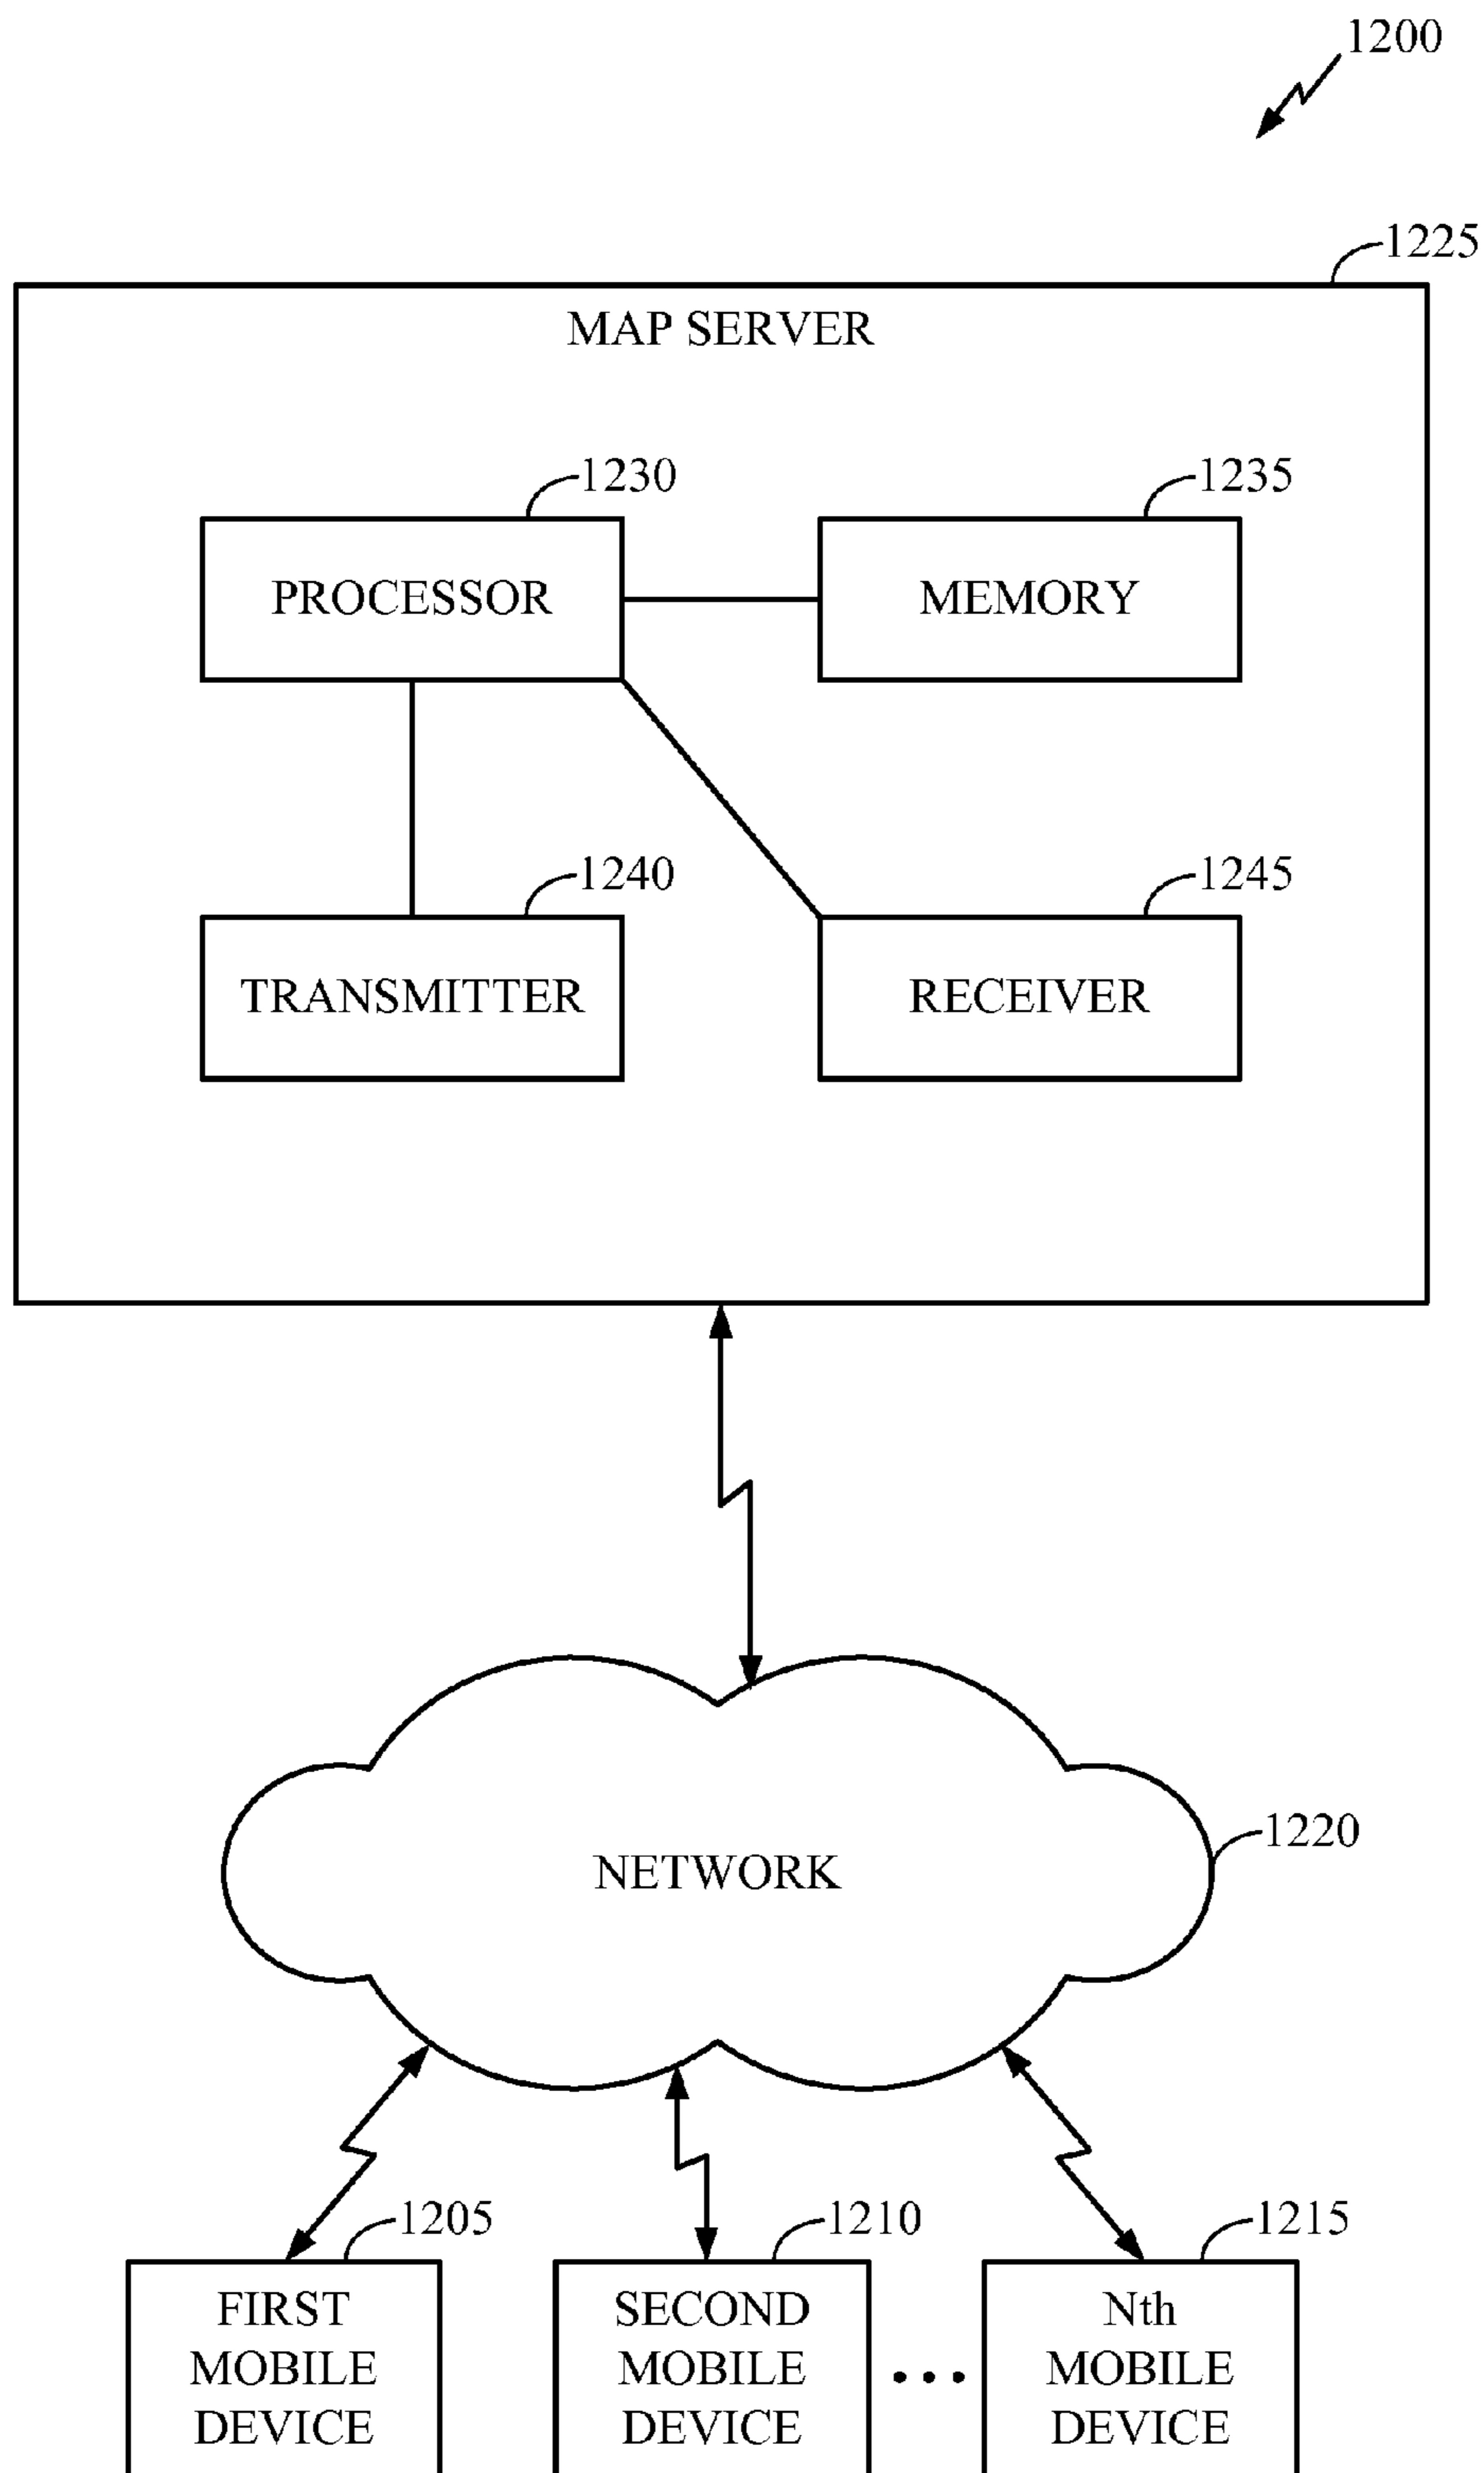 1200
1225
MAP SERVER
1230
1235
PROCESSOR
MEMORY
1240
1245
TRANSMITTER
RECEIVER
NETWORK
1220
1205
1210
1215
FIRST
MOBILE
DEVICE
SECOND
MOBILE
DEVICE
...
Nth
MOBILE
DEVICE